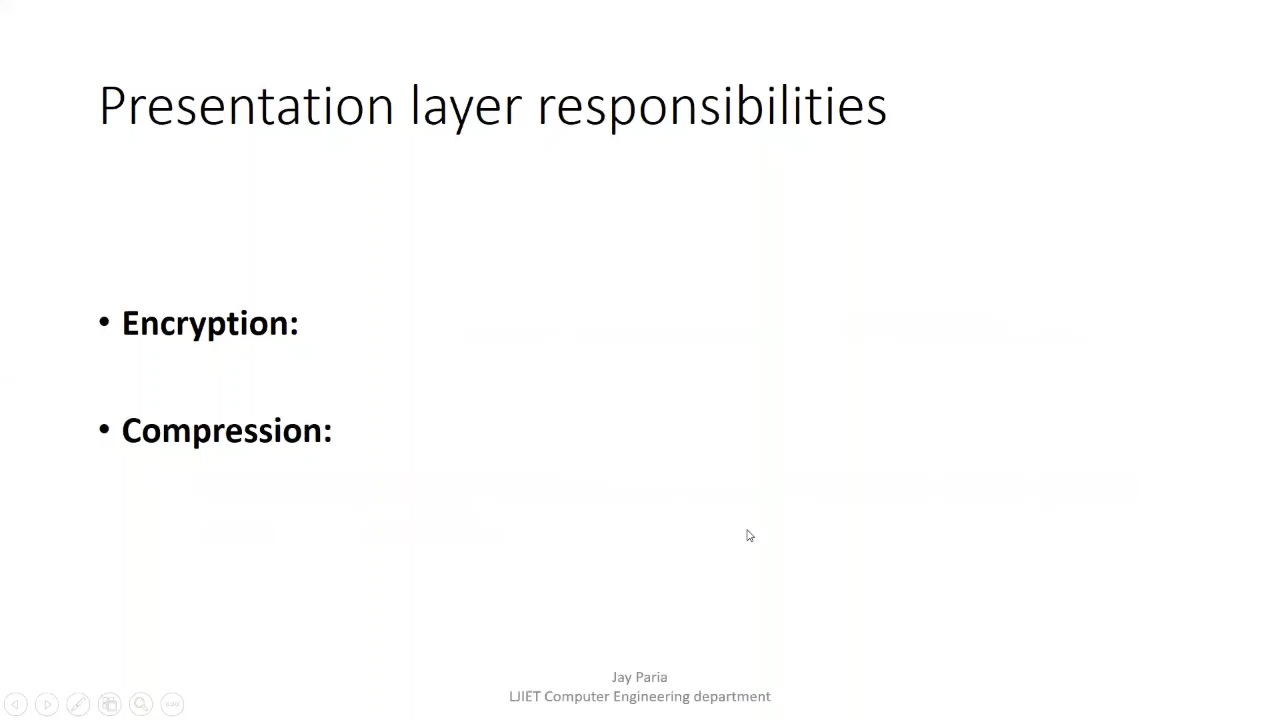 Presentation layer responsibilities
• Encryption:
• Compression:
Jay Paria
LJIET Computer Engineering department